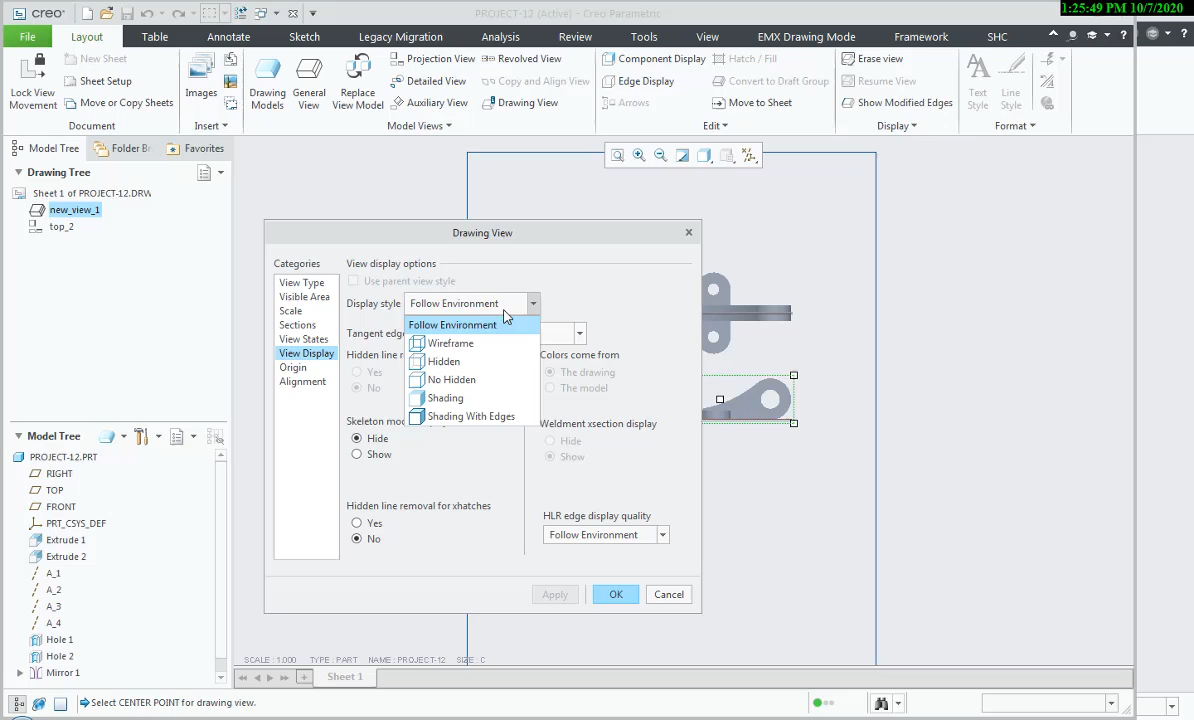 1:25:49 PM 10/7/2020
creo
PROJECT-12 (Active) - Creo Parametric
File
Layout
Table
Annotate
Sketch
Legacy Migration
Analysis
Review
Tools
View
EMX Drawing Mode
Framework
SHC
Lock View Movement
New Sheet
Sheet Setup
Move or Copy Sheets
Document
Images
Insert
Drawing Models
General View
Replace View Model
Projection View
Detailed View
Auxiliary View
Revolved View
Copy and Align View
Drawing View
Model Views
Component Display
Edge Display
Arrows
Hatch / Fill
Convert to Draft Group
Move to Sheet
Edit
Erase view
Resume View
Show Modified Edges
Display
Text Style
Line Style
Format
Model Tree
Folder Br
Favorites
Drawing Tree
Sheet 1 of PROJECT-12.DRW
new_view_1
top_2
Drawing View
Categories
View Type
Visible Area
Scale
Sections
View States
View Display
Origin
Alignment
View display options
Use parent view style
Display style
Follow Environment
Follow Environment
Wireframe
Hidden
No Hidden
Shading
Shading With Edges
Tangent edg
Hidden line r
Yes
No
Colors come from
The drawing
The model
Skeleton mo
Hide
Show
Weldment xsection display
Hide
Show
Hidden line removal for xhatches
Yes
No
HLR edge display quality
Follow Environment
Apply
OK
Cancel
Model Tree
PROJECT-12.PRT
RIGHT
TOP
FRONT
PRT_CSYS_DEF
Extrude 1
Extrude 2
A_1
A_2
A_3
A_4
Hole 1
Hole 2
Mirror 1
SCALE : 1.000 TYPE : PART NAME : PROJECT-12 SIZE : C
Sheet 1
Select CENTER POINT for drawing view.